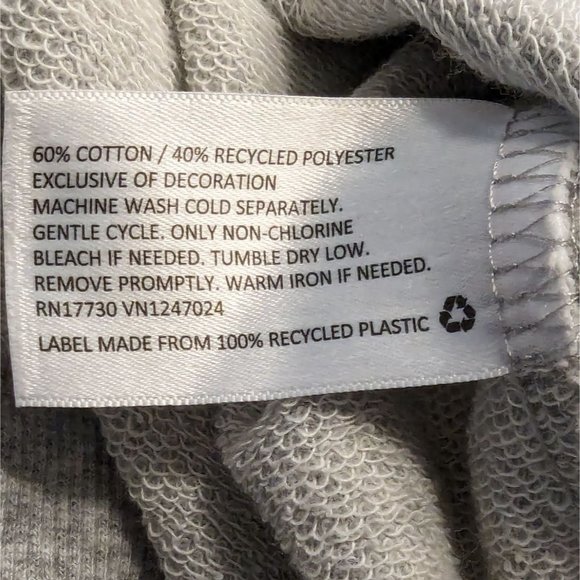 60% COTTON / 40% RECYCLED POLYESTER
EXCLUSIVE OF DECORATION
MACHINE WASH COLD SEPARATELY.
GENTLE CYCLE. ONLY NON-CHLORINE
BLEACH IF NEEDED. TUMBLE DRY LOW.
REMOVE PROMPTLY. WARM IRON IF NEEDED.
RN17730 VN1247024
LABEL MADE FROM 100% RECYCLED PLASTIC